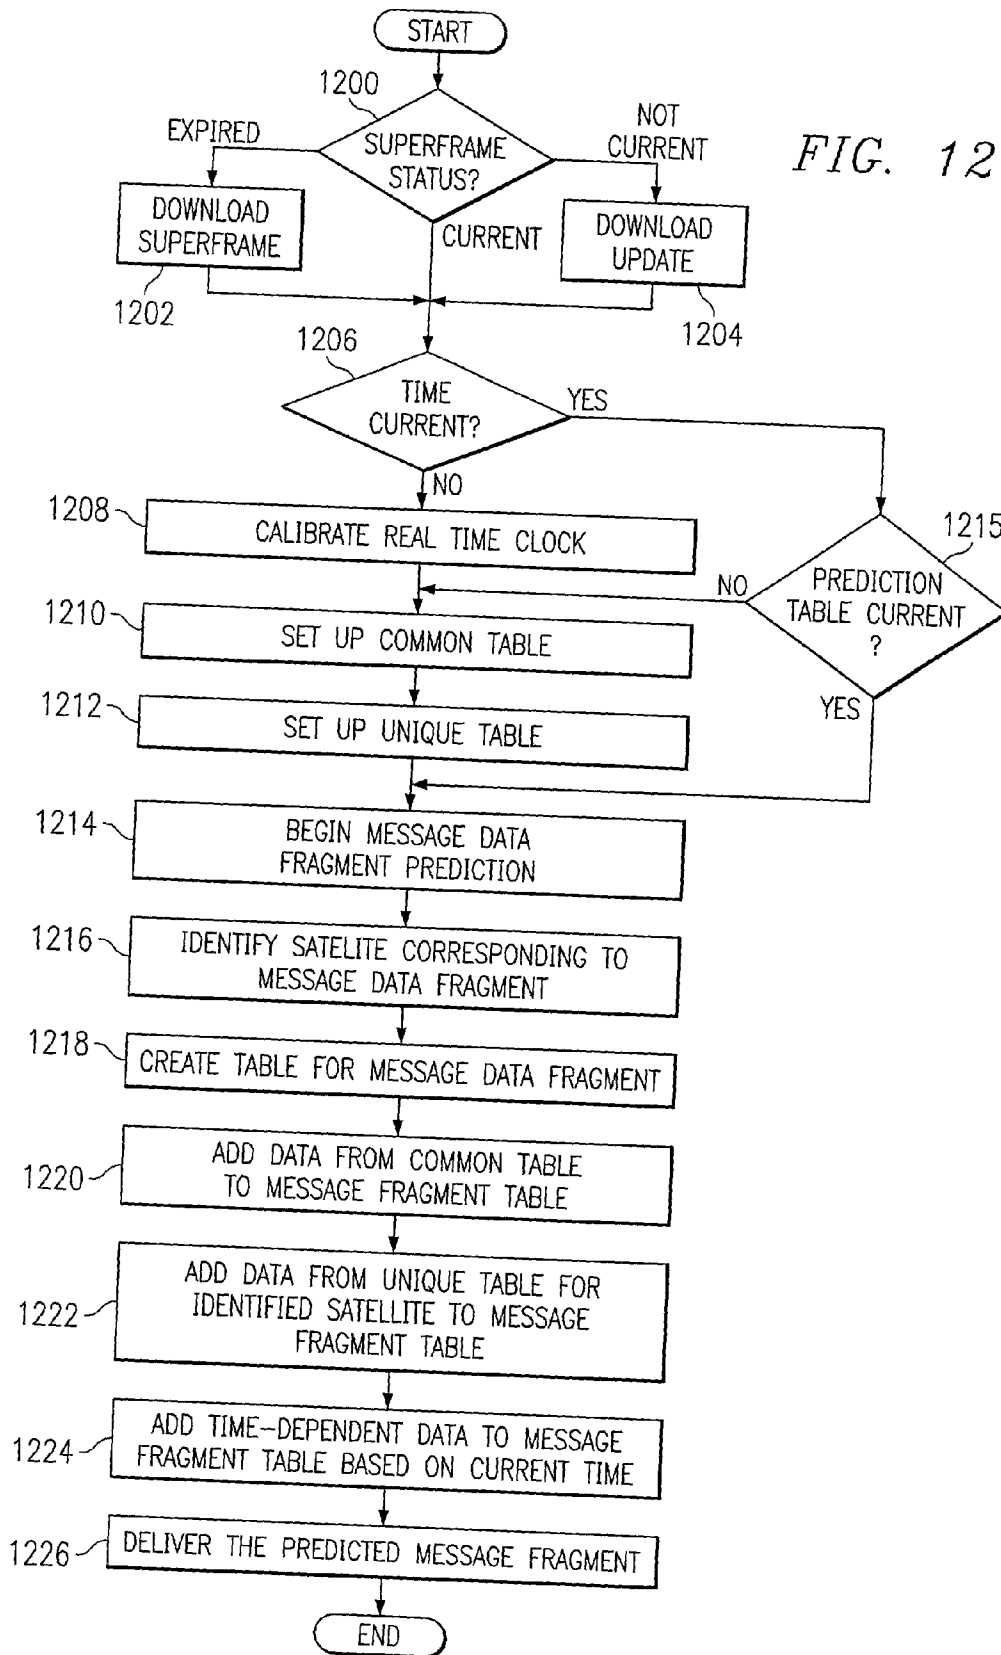 START
1200
EXPIRED
SUPERFRAME
STATUS?
NOT
CURRENT
FIG. 12
DOWNLOAD
SUPERFRAME
CURRENT
DOWNLOAD
UPDATE
1202
1204
1206
TIME
CURRENT?
YES
NO
1208
CALIBRATE REAL TIME CLOCK
1215
NO
PREDICTION
TABLE CURRENT
?
1210
SET UP COMMON TABLE
YES
1212
SET UP UNIQUE TABLE
1214
BEGIN MESSAGE DATA
FRAGMENT PREDICTION
1216
IDENTIFY SATELITE CORRESPONDING TO
MESSAGE DATA FRAGMENT
1218
CREATE TABLE FOR MESSAGE DATA FRAGMENT
1220
ADD DATA FROM COMMON TABLE
TO MESSAGE FRAGMENT TABLE
1222
ADD DATA FROM UNIQUE TABLE FOR
IDENTIFIED SATELLITE TO MESSAGE
FRAGMENT TABLE
1224
ADD TIME-DEPENDENT DATA TO MESSAGE
FRAGMENT TABLE BASED ON CURRENT TIME
1226
DELIVER THE PREDICTED MESSAGE FRAGMENT
END